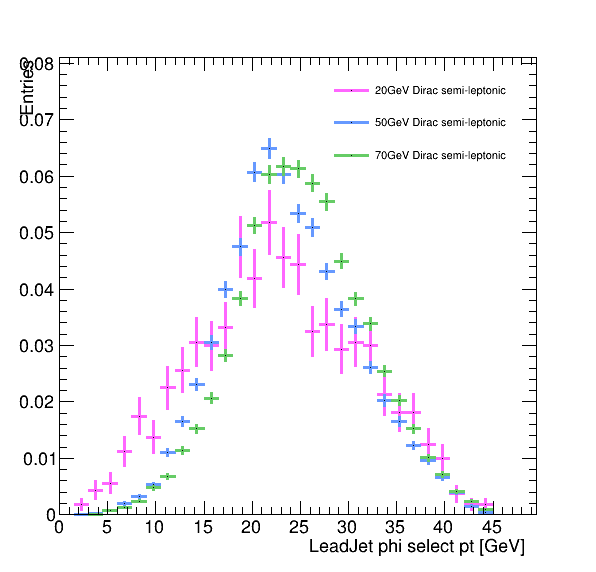 0.08
Entries
0.07
0.06
0.05
0.04
0.03
0.02
0.01
0
20GeV Dirac semi-leptonic
50GeV Dirac semi-leptonic
70GeV Dirac semi-leptonic
0 5 10 15 20 25 30 35 40 45
LeadJet phi select pt [GeV]